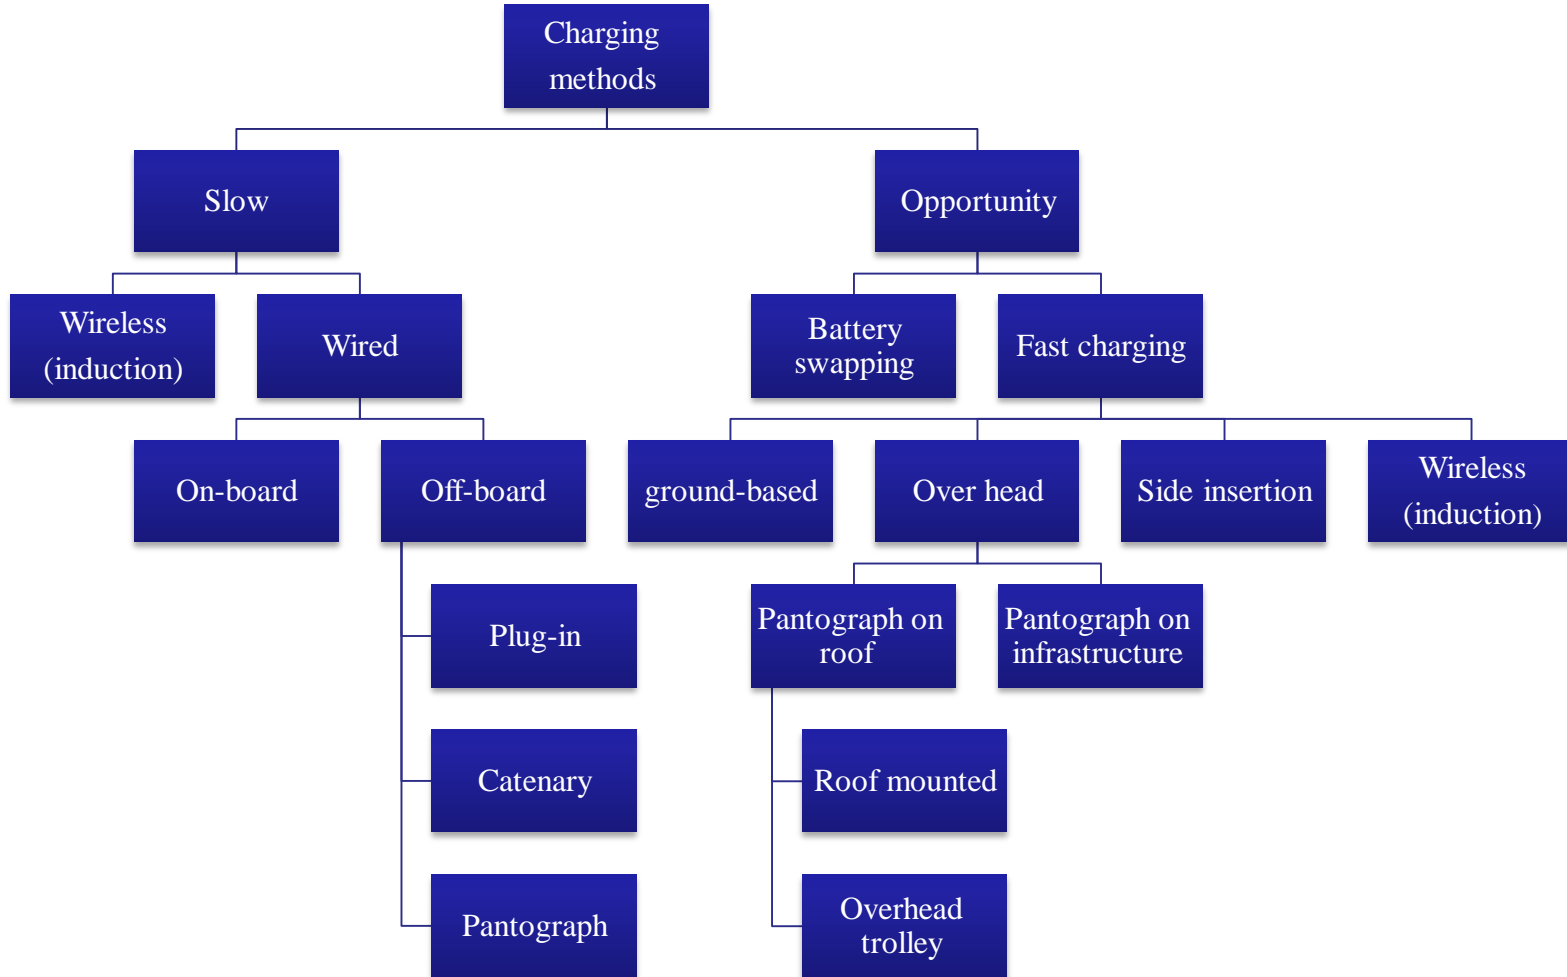 Charging
methods
Slow
Opportunity
Wireless
(induction)
Wired
Battery
swapping
Fast charging
On-board
Off-board
ground-based
Over head
Side insertion
Wireless
(induction)
Plug-in
Pantograph on
roof
Pantograph on
infrastructure
Catenary
Roof mounted
Pantograph
Overhead
trolley